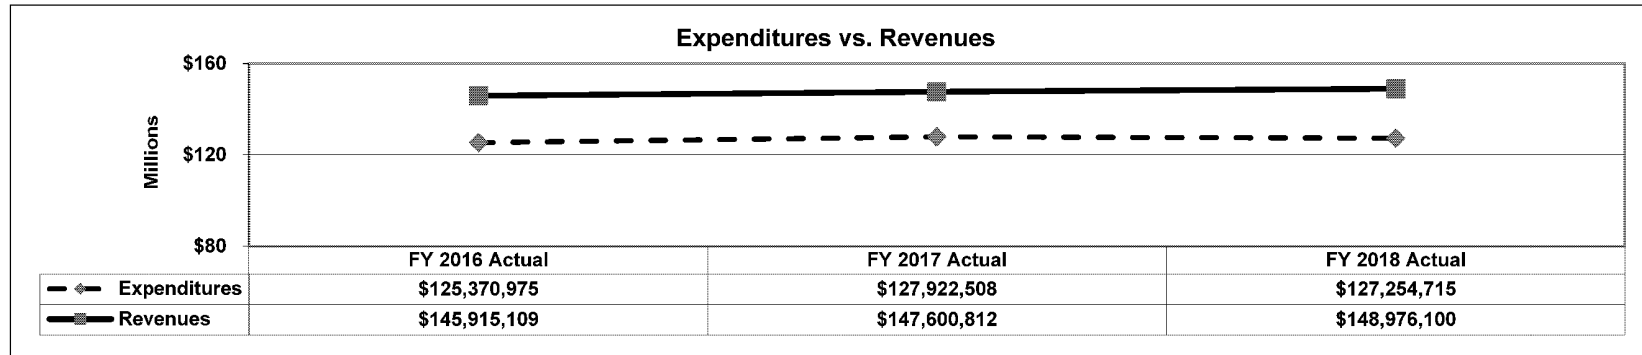 Expenditures vs. Revenues
$160
Millions
$120
$80
FY 2016 Actual FY 2017 Actual FY 2018 Actual
Expenditures $125,370,975 $127,922,508 $127,254,715
Revenues $145,915,109 $147,600,812 $148,976,100